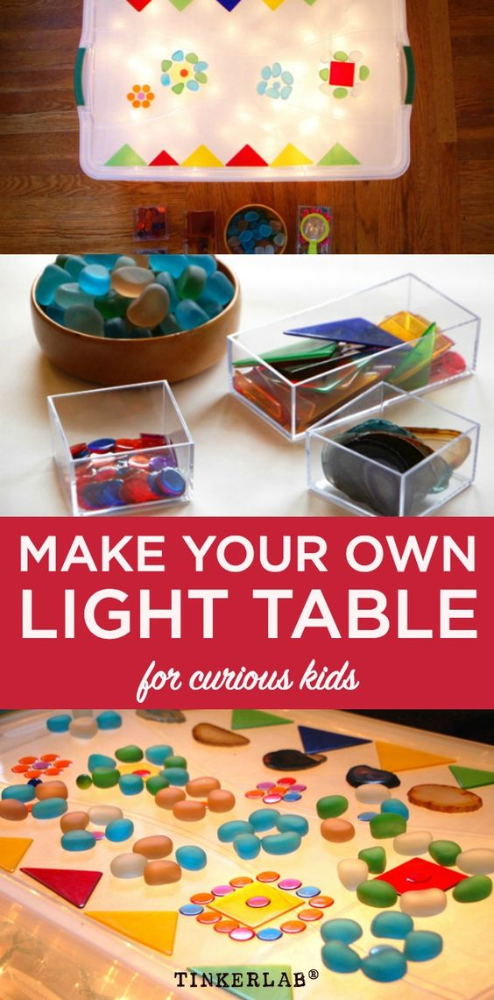 MAKE YOUR OWN
LIGHT TABLE
for curious kids
TINKERLAB®